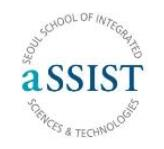 SEOUL SCHOOL OF INTEGRATED
aSSIST
SCIENCES & TECHNOLOGIES